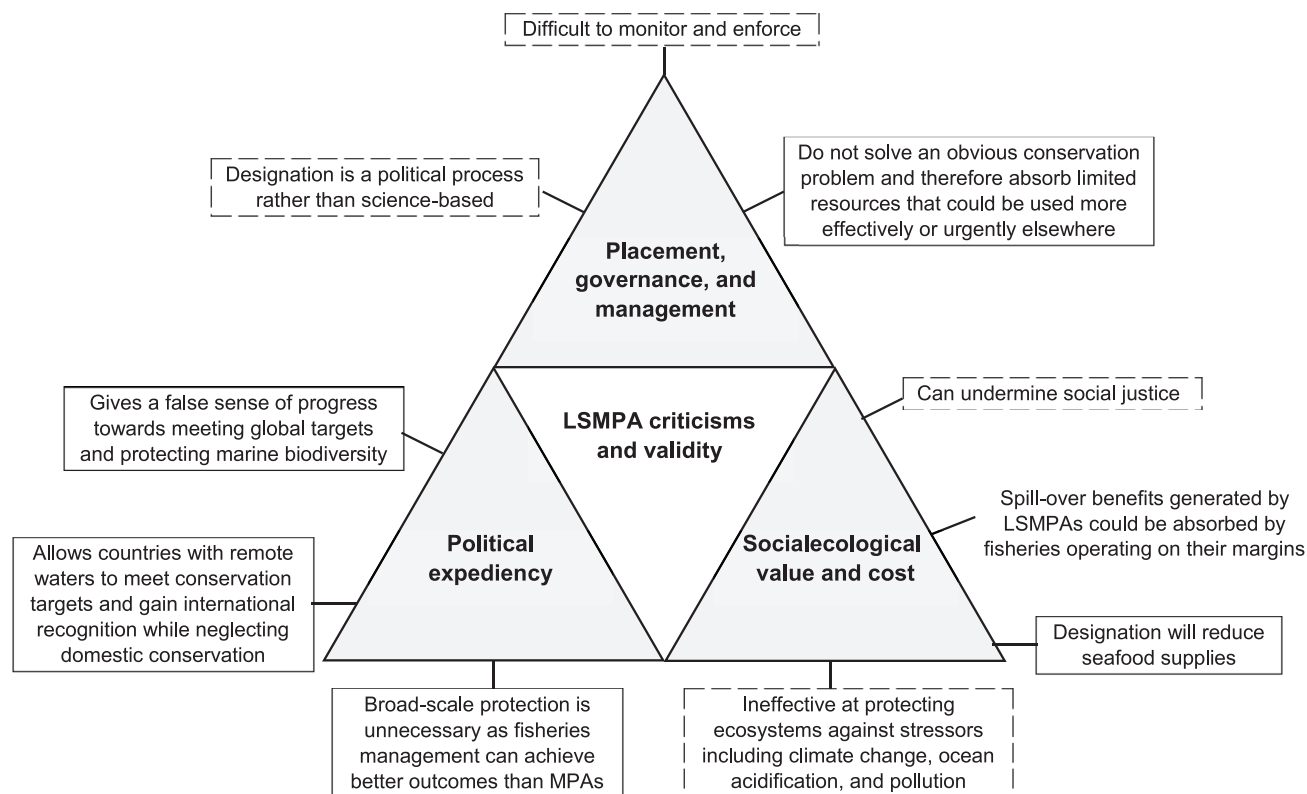 Difficult to monitor and enforce
Designation is a political process
rather than science-based
Do not solve an obvious conservation
problem and therefore absorb limited
resources that could be used more
effectively or urgently elsewhere
Placement,
governance, and
management
Gives a false sense of progress
towards meeting global targets
and protecting marine biodiversity
LSMPA criticisms
and validity
Can undermine social justice
Allows countries with remote
waters to meet conservation
targets and gain international
recognition while neglecting
domestic conservation
Political
expediency
Socialecological
value and cost
Spill-over benefits generated by
LSMPAs could be absorbed by
fisheries operating on their margins
Designation will reduce
seafood supplies
Broad-scale protection is
unnecessary as fisheries
management can achieve
better outcomes than MPAs
Ineffective at protecting
ecosystems against stressors
including climate change, ocean
acidification, and pollution